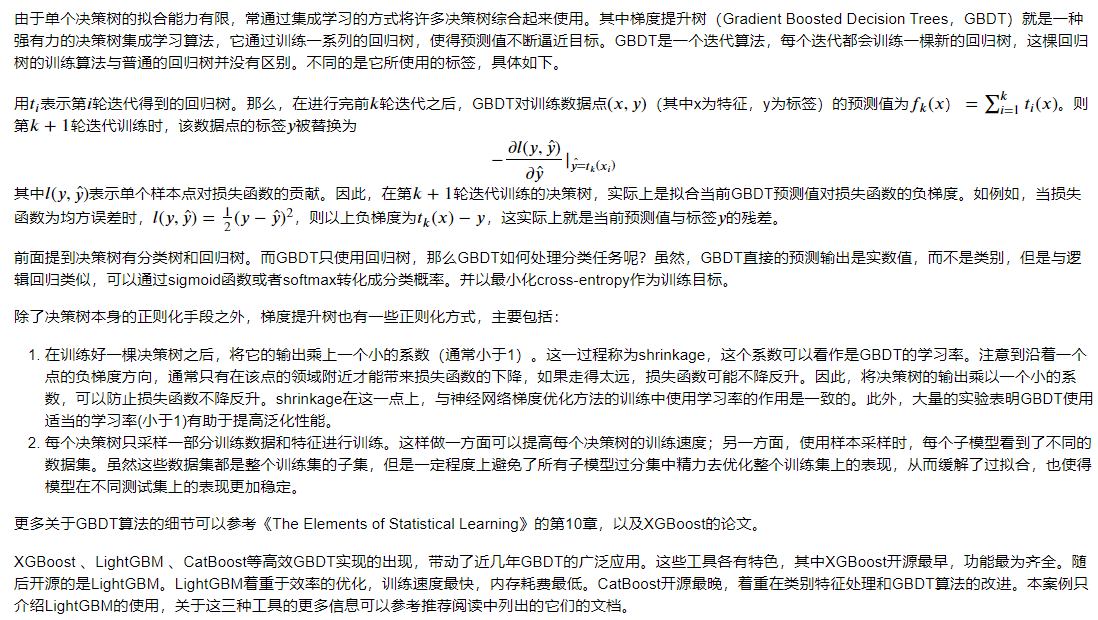 由于单个决策树的拟合能力有限，常通过集成学习的方式将许多决策树综合起来使用。其中梯度提升树（Gradient Boosted Decision Trees，GBDT）就是一种
强有力的决策树集成学习算法，它通过训练一系列的回归树，使得预测值不断逼近目标。GBDT是一个迭代算法，每个迭代都会训练一棵新的回归树，这棵回归
树的训练算法与普通的回归树并没有区别。不同的是它所使用的标签，具体如下。
用t_i表示第i轮迭代得到的回归树。那么，在进行完前k轮迭代之后，GBDT对训练数据点(x, y)（其中x为特征，y为标签）的预测值为f_k(x) = ∑_{i=1}^{k} t_i(x)。则
第k + 1轮迭代训练时，该数据点的标签y被替换为
−∂l(y, ŷ)/∂ŷ |_{ŷ=t_k(x_i)}
其中l(y, ŷ)表示单个样本点对损失函数的贡献。因此，在第k + 1轮迭代训练的决策树，实际上是拟合当前GBDT预测值对损失函数的负梯度。如例如，当损失
函数为均方误差时，l(y, ŷ) = 1/2(y − ŷ)²，则以上负梯度为t_k(x) − y，这实际上就是当前预测值与标签y的残差。
前面提到决策树有分类树和回归树。而GBDT只使用回归树，那么GBDT如何处理分类任务呢？虽然，GBDT直接的预测输出是实数值，而不是类别，但是与逻
辑回归类似，可以通过sigmoid函数或者softmax转化成分类概率。并以最小化cross-entropy作为训练目标。
除了决策树本身的正则化手段之外，梯度提升树也有一些正则化方式，主要包括：
1. 在训练好一棵决策树之后，将它的输出乘上一个小的系数（通常小于1）。这一过程称为shrinkage，这个系数可以看作是GBDT的学习率。注意到沿着一个
点的负梯度方向，通常只有在该点的领域附近才能带来损失函数的下降，如果走得太远，损失函数可能不降反升。因此，将决策树的输出乘以一个小的系
数，可以防止损失函数不降反升。shrinkage在这一点上，与神经网络梯度优化方法的训练中使用学习率的作用是一致的。此外，大量的实验表明GBDT使用
适当的学习率(小于1)有助于提高泛化性能。
2. 每个决策树只采样一部分训练数据和特征进行训练。这样做一方面可以提高每个决策树的训练速度；另一方面，使用样本采样时，每个子模型看到了不同的
数据集。虽然这些数据集都是整个训练集的子集，但是一定程度上避免了所有子模型过分集中精力去优化整个训练集上的表现，从而缓解了过拟合，也使得
模型在不同测试集上的表现更加稳定。
更多关于GBDT算法的细节可以参考《The Elements of Statistical Learning》的第10章，以及XGBoost的论文。
XGBoost 、LightGBM 、CatBoost等高效GBDT实现的出现，带动了近几年GBDT的广泛应用。这些工具各有特色，其中XGBoost开源最早，功能最为齐全。随
后开源的是LightGBM。LightGBM着重于效率的优化，训练速度最快，内存耗费最低。CatBoost开源最晚，着重在类别特征处理和GBDT算法的改进。本案例只
介绍LightGBM的使用，关于这三种工具的更多信息可以参考推荐阅读中列出的它们的文档。